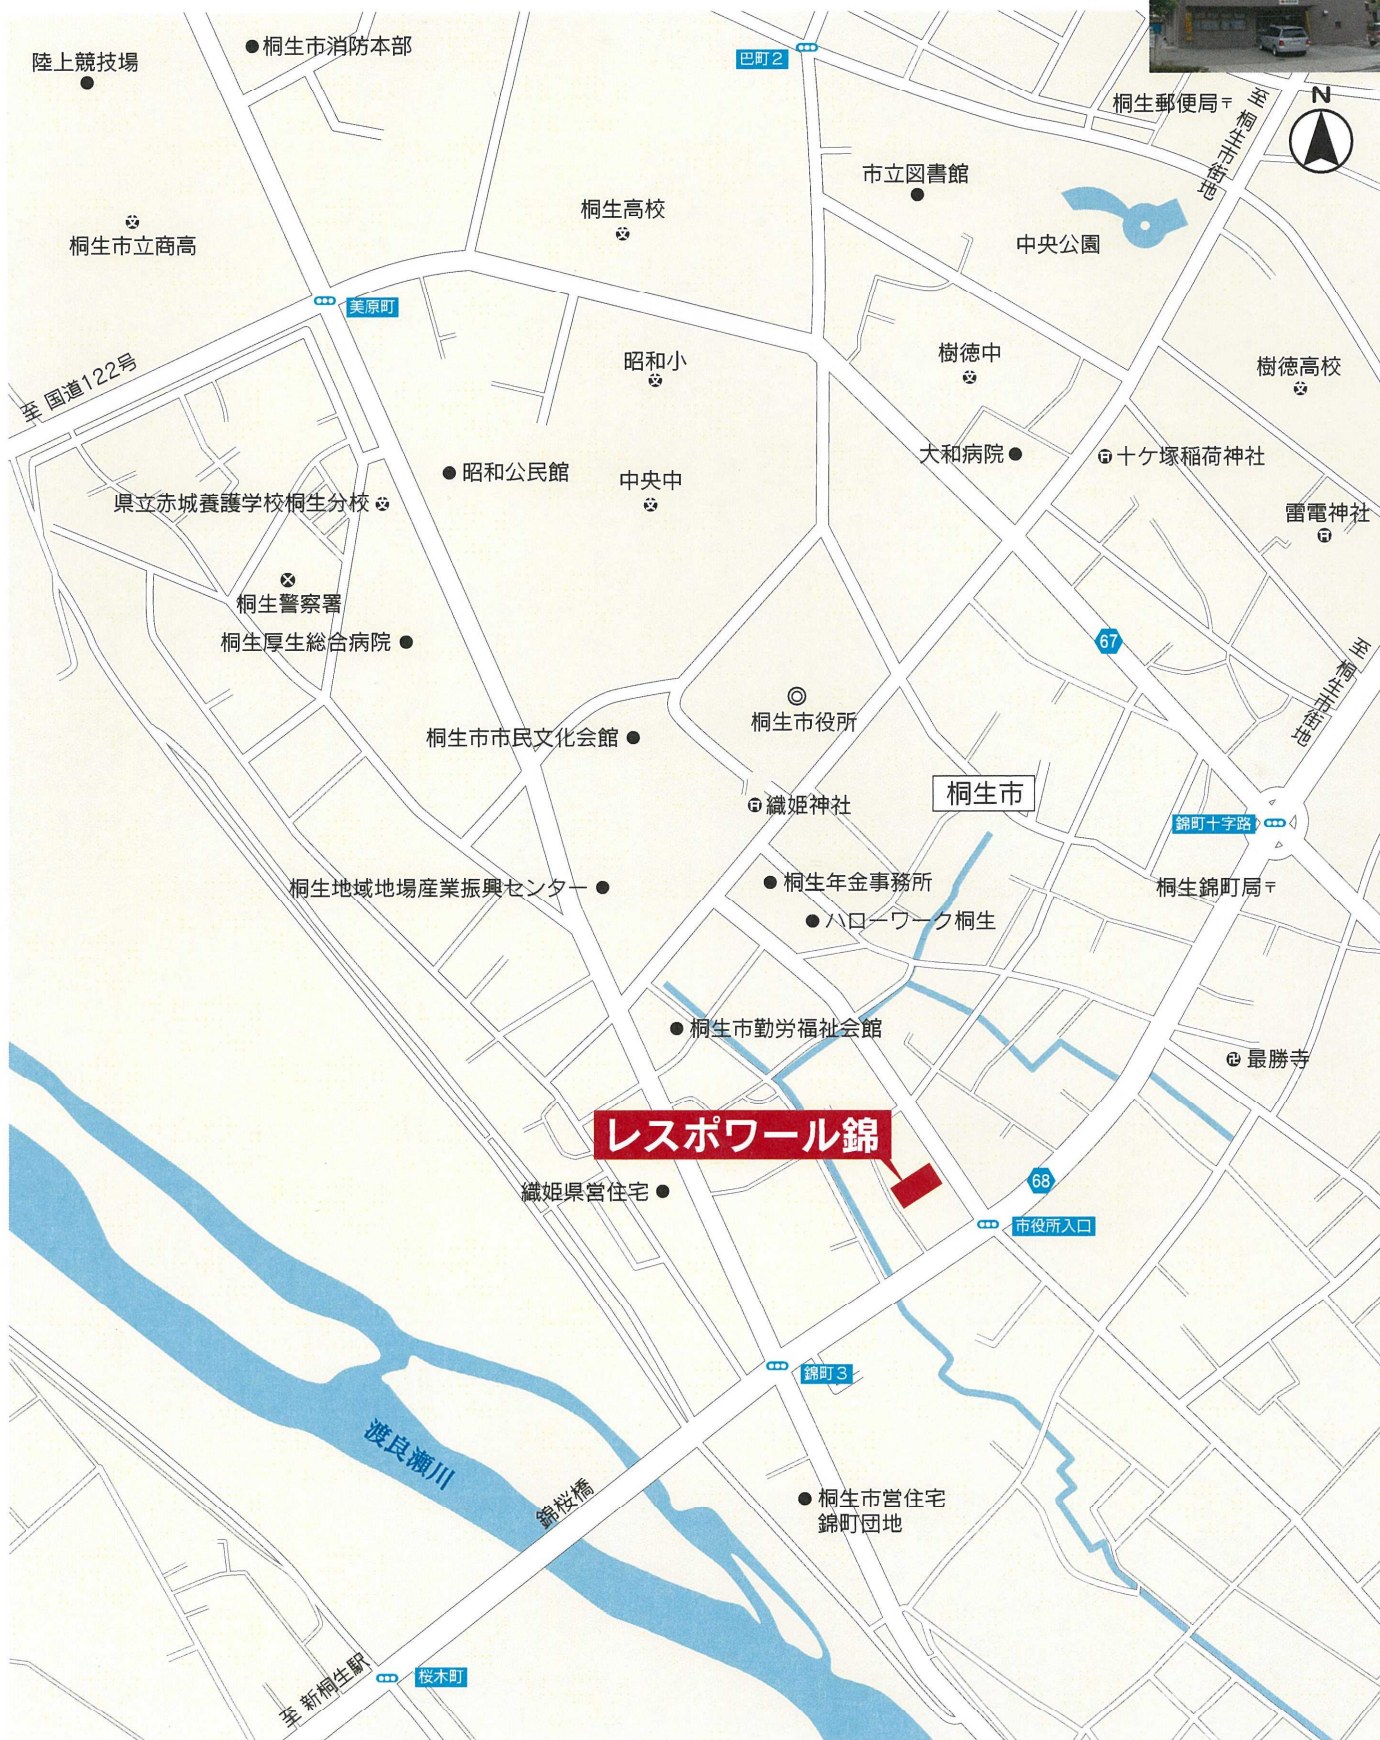 桐生市消防本部
陸上競技場
巴町2
桐生郵便局〒
N
至 桐生市街地
市立図書館
桐生高校
中央公園
桐生市立商高
美原町
昭和小
樹徳中
樹徳高校
至 国道122号
大和病院
十ケ塚稲荷神社
昭和公民館
中央中
県立赤城養護学校桐生分校
雷電神社
桐生警察署
桐生厚生総合病院
67
至 桐生市街地
桐生市役所
桐生市市民文化会館
桐生市
織姫神社
錦町十字路
桐生年金事務所
桐生地域地場産業振興センター
桐生錦町局〒
ハローワーク桐生
桐生市勤労福祉会館
最勝寺
レスポワール錦
68
織姫県営住宅
市役所入口
錦町3
渡良瀬川
錦桜橋
桐生市営住宅
錦町団地
至 新桐生駅
桜木町